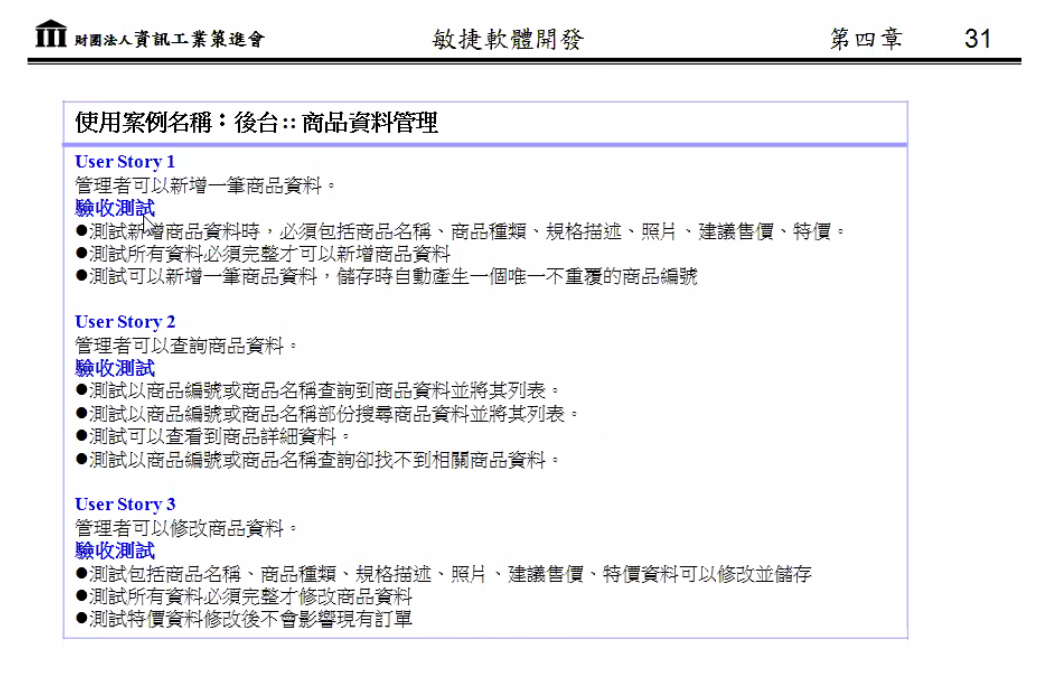 財團法人資訊工業策進會 敏捷軟體開發 第四章 31
使用案例名稱：後台::商品資料管理
User Story 1
管理者可以新增一筆商品資料。
驗收測試
●測試新增商品資料時，必須包括商品名稱、商品種類、規格描述、照片、建議售價、特價。
●測試所有資料必須完整才可以新增商品資料
●測試可以新增一筆商品資料，儲存時自動產生一個唯一不重覆的商品編號
User Story 2
管理者可以查詢商品資料。
驗收測試
●測試以商品編號或商品名稱查詢到商品資料並將其列表。
●測試以商品編號或商品名稱部份搜尋商品資料並將其列表。
●測試可以查看到商品詳細資料。
●測試以商品編號或商品名稱查詢卻找不到相關商品資料。
User Story 3
管理者可以修改商品資料。
驗收測試
●測試包括商品名稱、商品種類、規格描述、照片、建議售價、特價資料可以修改並儲存
●測試所有資料必須完整才修改商品資料
●測試特價資料修改後不會影響現有訂單